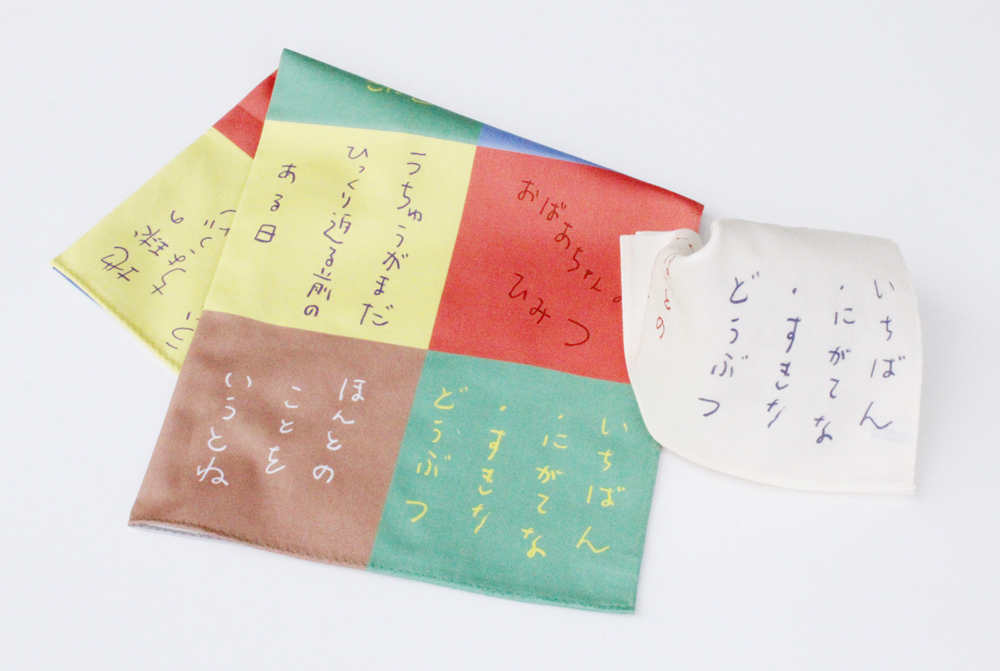 うちゅうがまだ
ひっくり返る前の
ある日
おばあちゃんの
ひみつ
ほんとの
ことを
いうとね
いちばん
・にがてな
・すきな
どうぶつ
いちばん
・にがてな
・すきな
どうぶつ